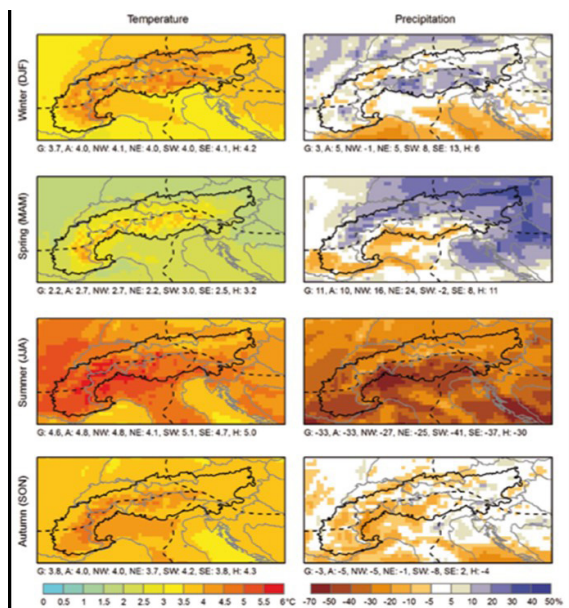 Temperature
Precipitation
Winter (DJF)
G: 3.7, A: 4.0, NW: 4.1, NE: 4.0, SW: 4.0, SE: 4.1, H: 4.2
G: 3, A: 5, NW: -1, NE: 5, SW: 8, SE: 13, H: 6
Spring (MAM)
G: 2.2, A: 2.7, NW: 2.7, NE: 2.2, SW: 3.0, SE: 2.5, H: 3.2
G: 11, A: 10, NW: 16, NE: 24, SW: -2, SE: 8, H: 11
Summer (JJA)
G: 4.6, A: 4.8, NW: 4.8, NE: 4.1, SW: 5.1, SE: 4.7, H: 5.0
G: -33, A: -33, NW: -27, NE: -25, SW: -41, SE: -37, H: -30
Autumn (SON)
G: 3.8, A: 4.0, NW: 4.0, NE: 3.7, SW: 4.2, SE: 3.8, H: 4.3
G: -3, A: -5, NW: -5, NE: -1, SW: -8, SE: 2, H: -4
0 0.5 1 1.5 2 2.5 3 3.5 4 4.5 5 5.5 6°C
-70 -50 -40 -30 -20 -10 0 10 20 30 40 50%